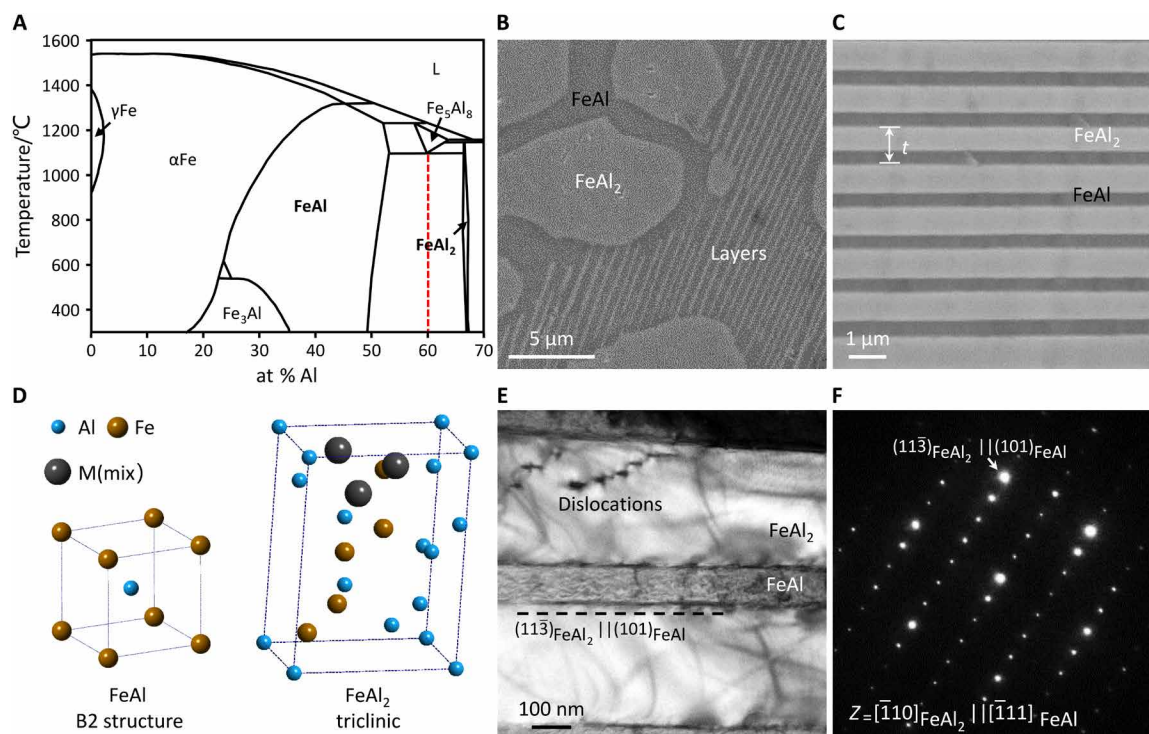 A
1600
1400
1200
1000
800
600
400
Temperature/°C
0
10
20
30
40
50
60
70
at % Al
L
γFe
αFe
Fe₅Al₈
FeAl
FeAl₂
Fe₃Al
B
FeAl
FeAl₂
Layers
5 μm
C
t
FeAl₂
FeAl
1 μm
D
Al
Fe
M(mix)
FeAl
B2 structure
FeAl₂
triclinic
E
Dislocations
FeAl₂
FeAl
(113̅)FeAl₂ ||(101)FeAl
100 nm
F
(113̅)FeAl₂ ||(101)FeAl
Z=[1̅10]FeAl₂ ||[1̅11] FeAl